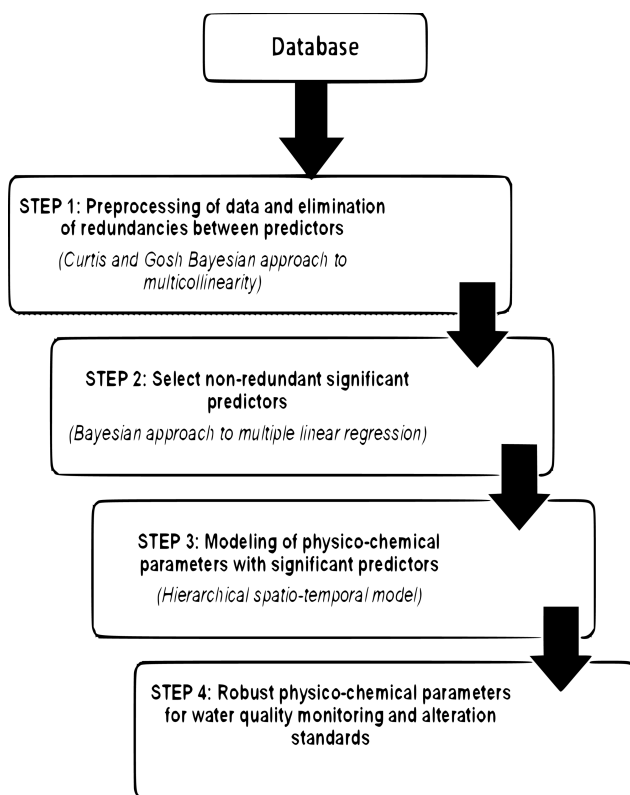 Database
STEP 1: Preprocessing of data and elimination
of redundancies between predictors
(Curtis and Gosh Bayesian approach to
multicollinearity)
STEP 2: Select non-redundant significant
predictors
(Bayesian approach to multiple linear regression)
STEP 3: Modeling of physico-chemical
parameters with significant predictors
(Hierarchical spatio-temporal model)
STEP 4: Robust physico-chemical parameters
for water quality monitoring and alteration
standards